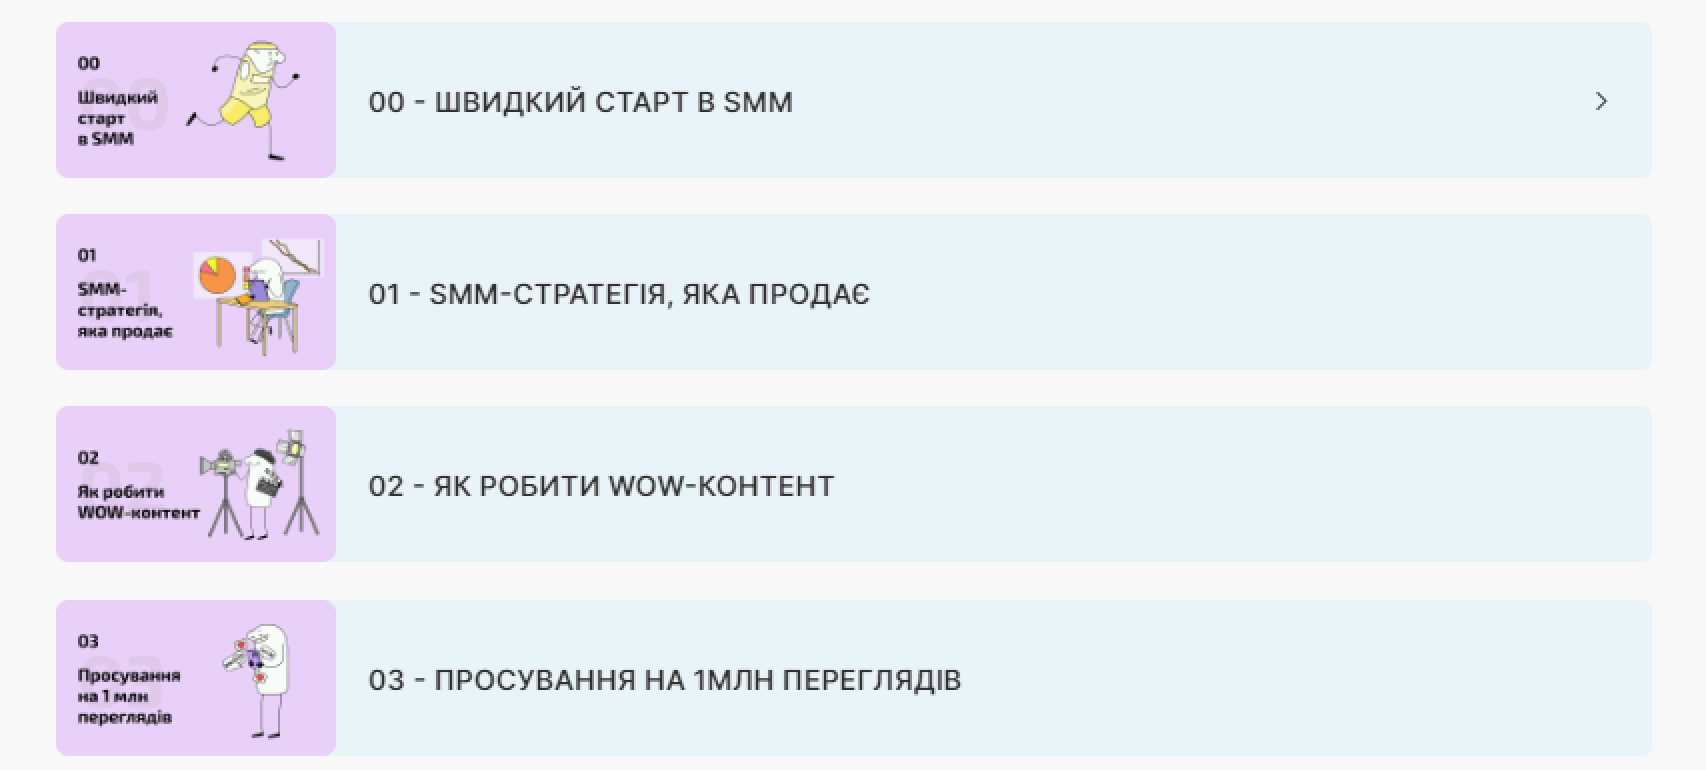 00
Швидкий
старт
в SMM
00 - ШВИДКИЙ СТАРТ В SMM
01
SMM-
стратегія,
яка продає
01 - SMM-СТРАТЕГІЯ, ЯКА ПРОДАЄ
02
Як робити
WOW-контент
02 - ЯК РОБИТИ WOW-КОНТЕНТ
03
Просування
на 1 млн
переглядів
03 - ПРОСУВАННЯ НА 1МЛН ПЕРЕГЛЯДІВ